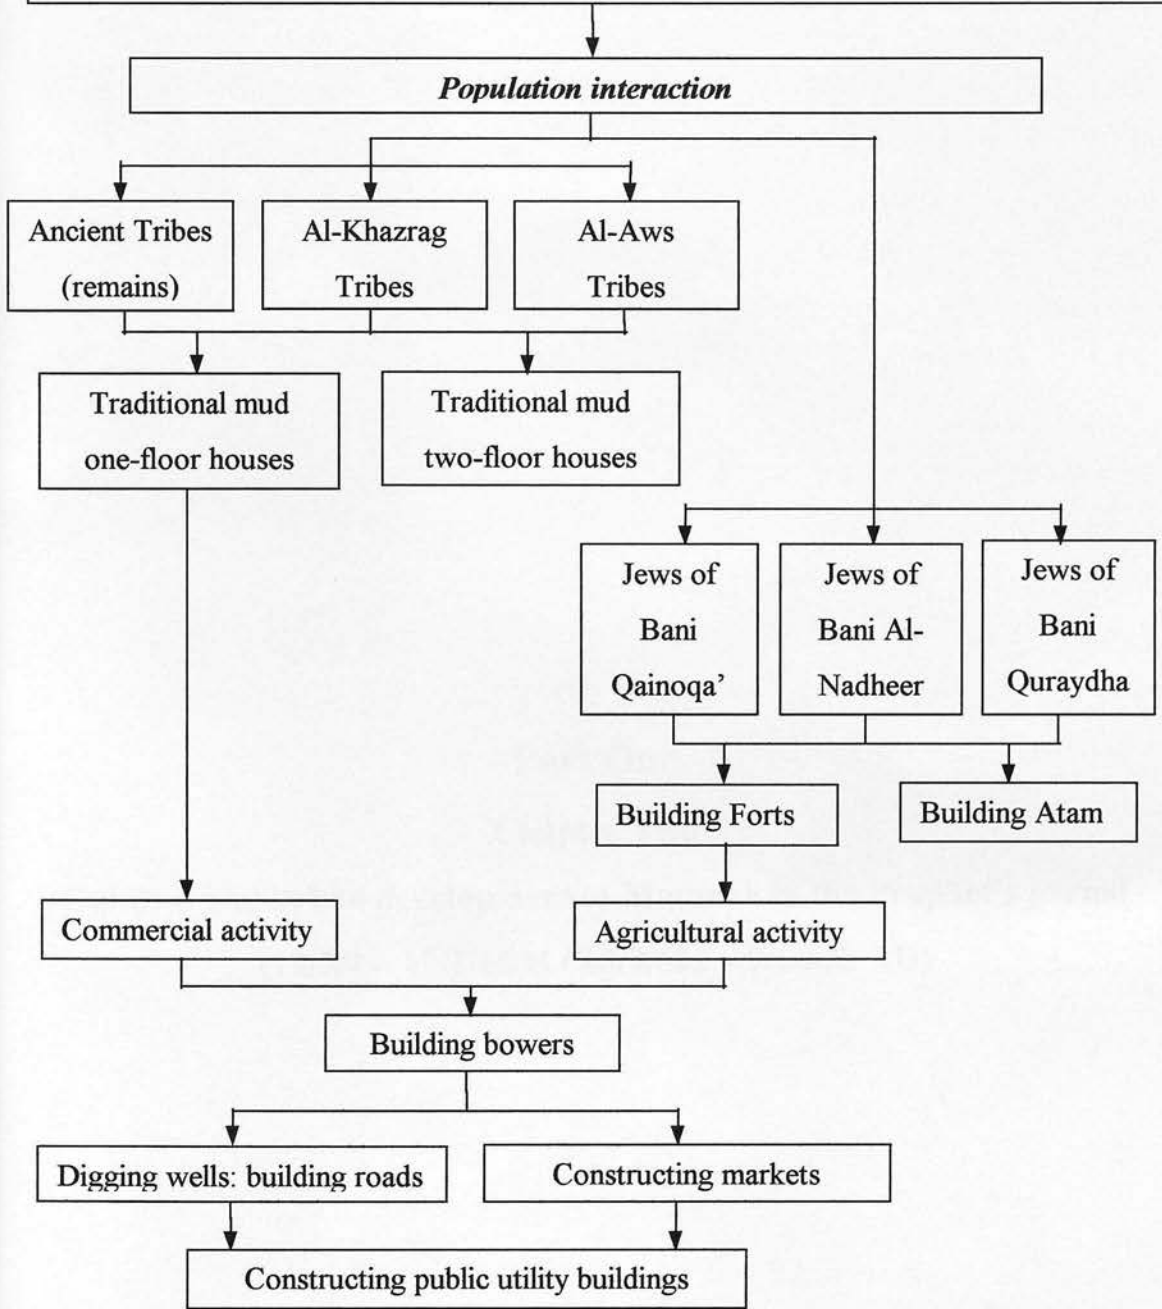 Population interaction
Ancient Tribes
(remains)
Al-Khazrag
Tribes
Al-Aws
Tribes
Traditional mud
one-floor houses
Traditional mud
two-floor houses
Jews of
Bani
Qainoqa’
Jews of
Bani Al-
Nadheer
Jews of
Bani
Quraydha
Building Forts
Building Atam
Commercial activity
Agricultural activity
Building bowers
Digging wells: building roads
Constructing markets
Constructing public utility buildings